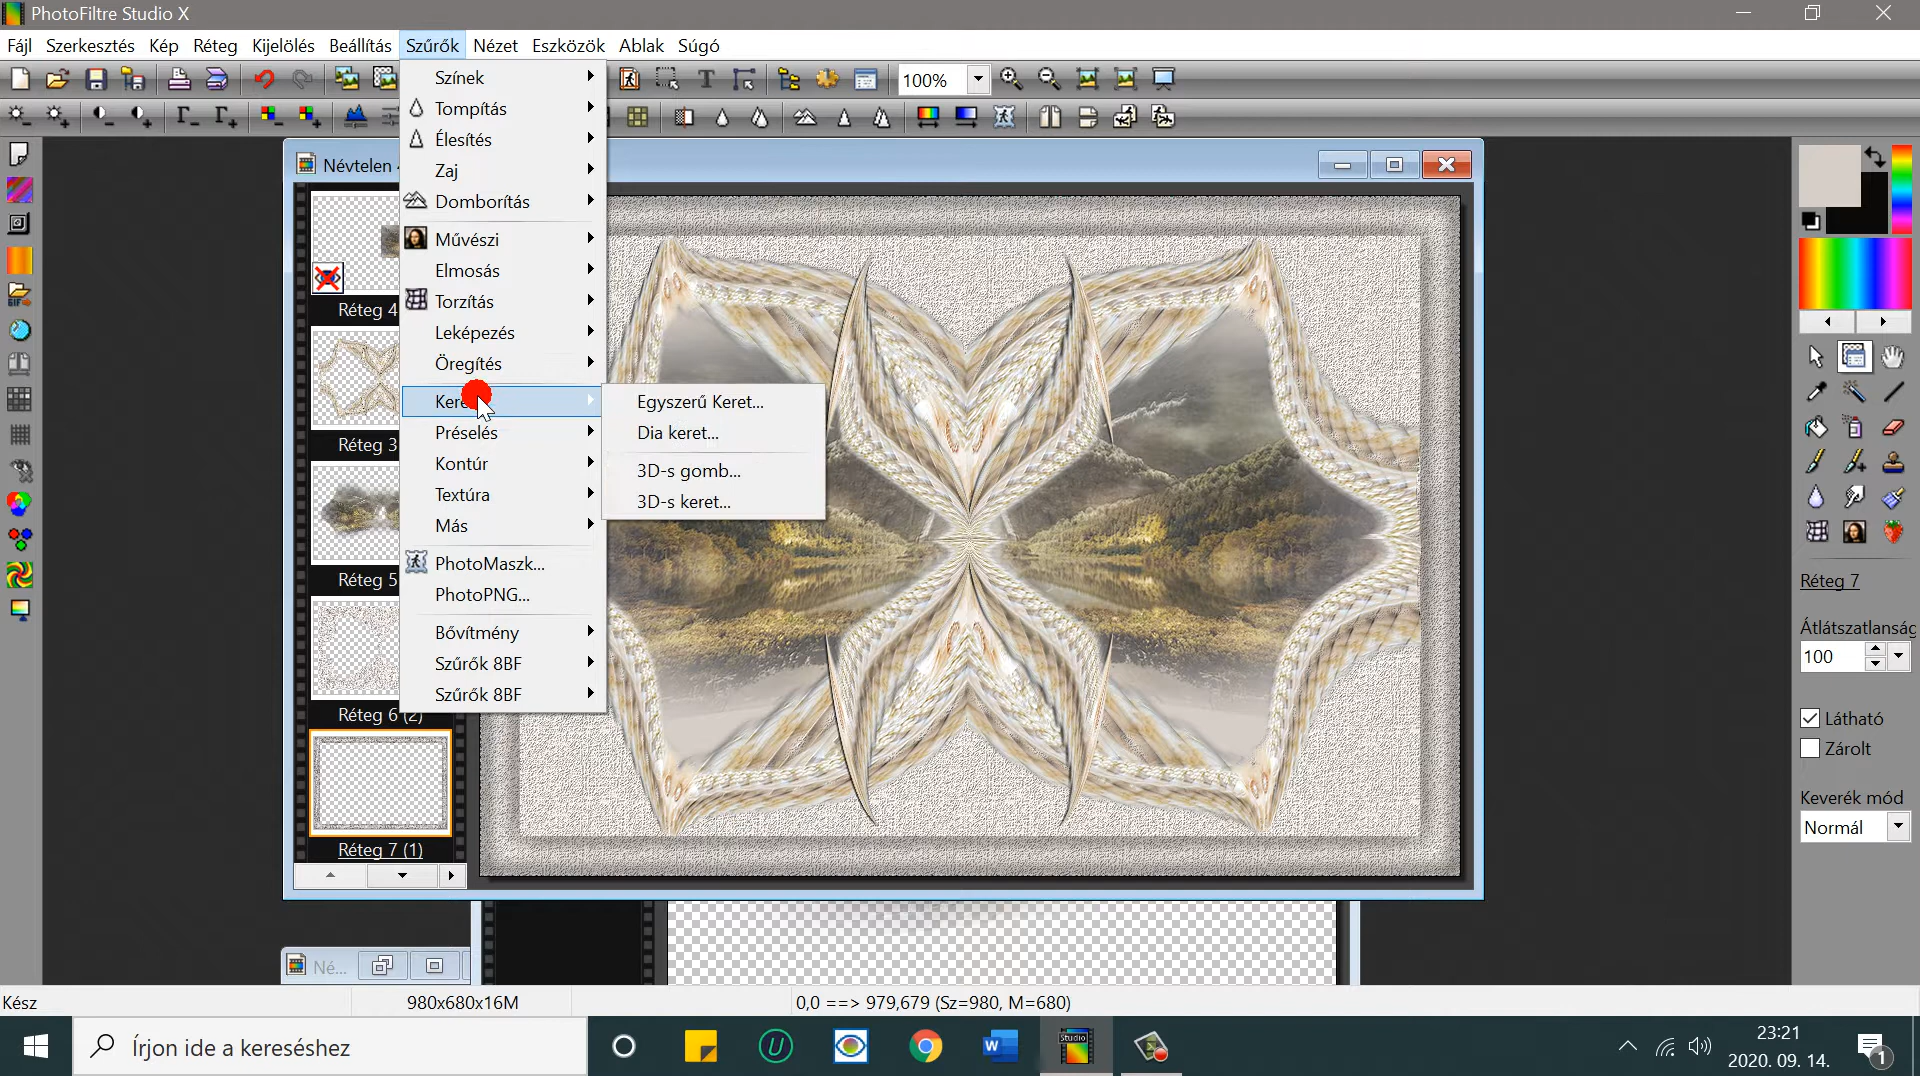 PhotoFiltre Studio X
Fájl Szerkesztés Kép Réteg Kijelölés Beállítás Szűrők Nézet Eszközök Ablak Súgó
100%
Névtelen
Színek
Tompítás
Élesítés
Zaj
Domborítás
Művészi
Elmosás
Torzítás
Leképezés
Öregítés
Préselés
Kontúr
Textúra
Más
PhotoMaszk...
PhotoPNG...
Bővítmény
Szűrők 8BF
Szűrők 8BF
Egyszerű Keret...
Dia keret...
3D-s gomb...
3D-s keret...
Réteg 4
Réteg 3
Réteg 5
Réteg 6 (2)
Réteg 7 (1)
GIF
Réteg 7
Átlátszatlanság
100
Látható
Zárolt
Keverék mód
Normál
Né...
Kész 980x680x16M 0,0 ==> 979,679 (Sz=980, M=680)
Írjon ide a kereséshez
Studio
23:21
2020. 09. 14.
1